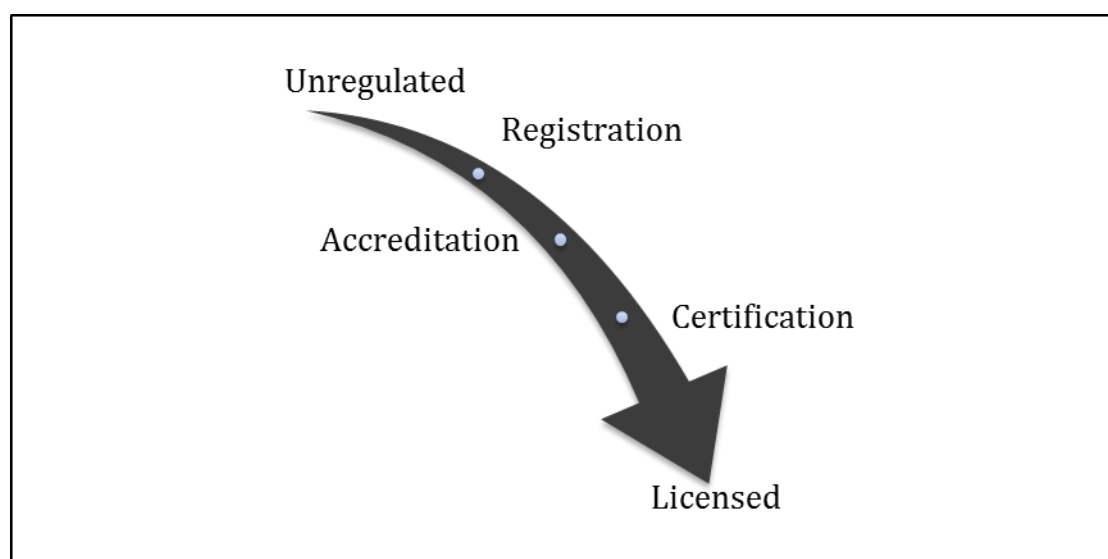 Unregulated
Registration
Accreditation
Certification
Licensed